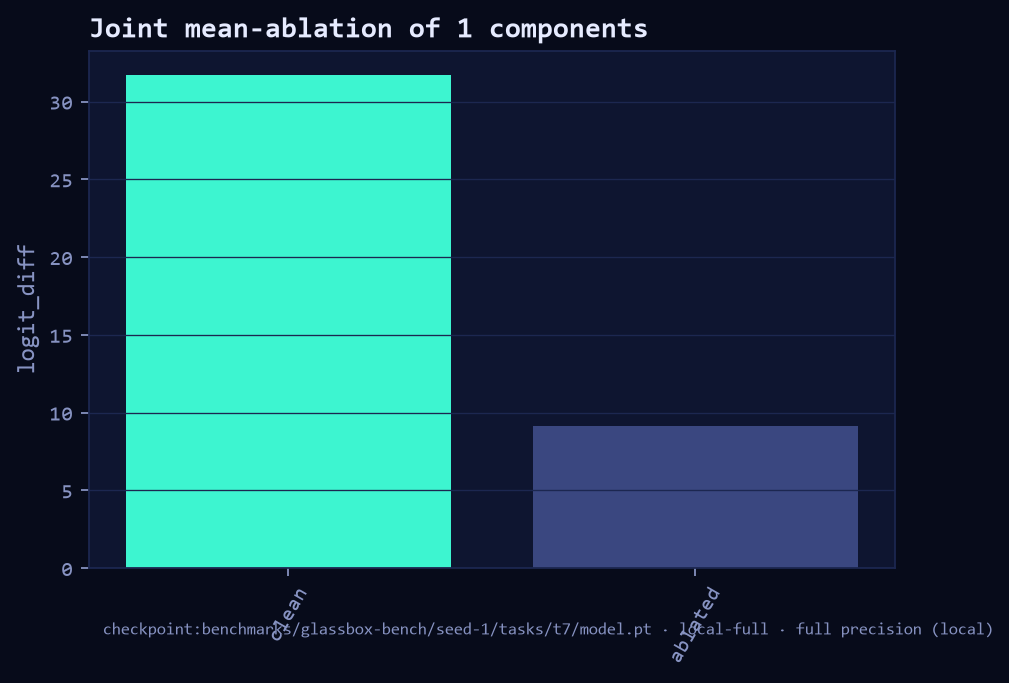 Joint mean-ablation of 1 components
logit_diff
30
25
20
15
10
5
0
clean
ablated
checkpoint:benchmarks/glassbox-bench/seed-1/tasks/t7/model.pt · local-full · full precision (local)